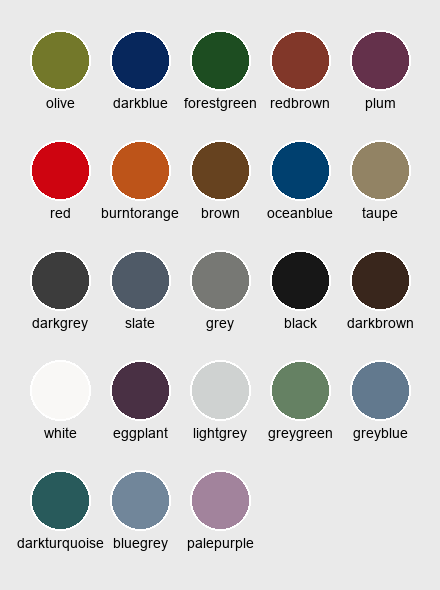 olive darkblue forestgreen redbrown plum
red burntorange brown oceanblue taupe
darkgrey slate grey black darkbrown
white eggplant lightgrey greygreen greyblue
darkturquoise bluegrey palepurple